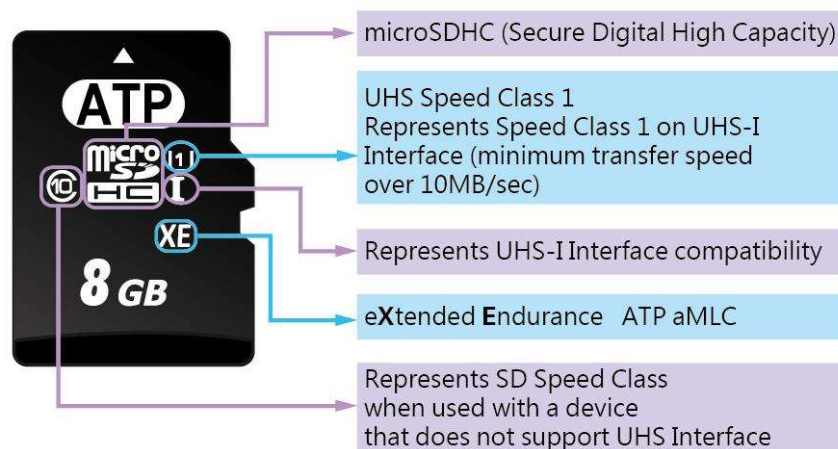 ATP
micro
SD
HC
1
I
10
XE
8 GB
microSDHC (Secure Digital High Capacity)
UHS Speed Class 1
Represents Speed Class 1 on UHS-I
Interface (minimum transfer speed
over 10MB/sec)
Represents UHS-I Interface compatibility
eXtended Endurance ATP aMLC
Represents SD Speed Class
when used with a device
that does not support UHS Interface